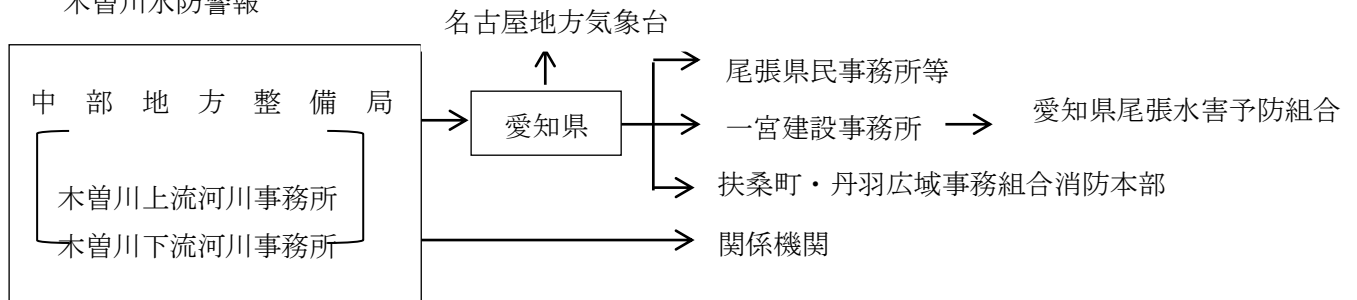 木曽川水防警報
名古屋地方気象台
中部地方整備局
木曽川上流河川事務所
木曽川下流河川事務所
愛知県
尾張県民事務所等
一宮建設事務所
愛知県尾張水害予防組合
扶桑町・丹羽広域事務組合消防本部
関係機関